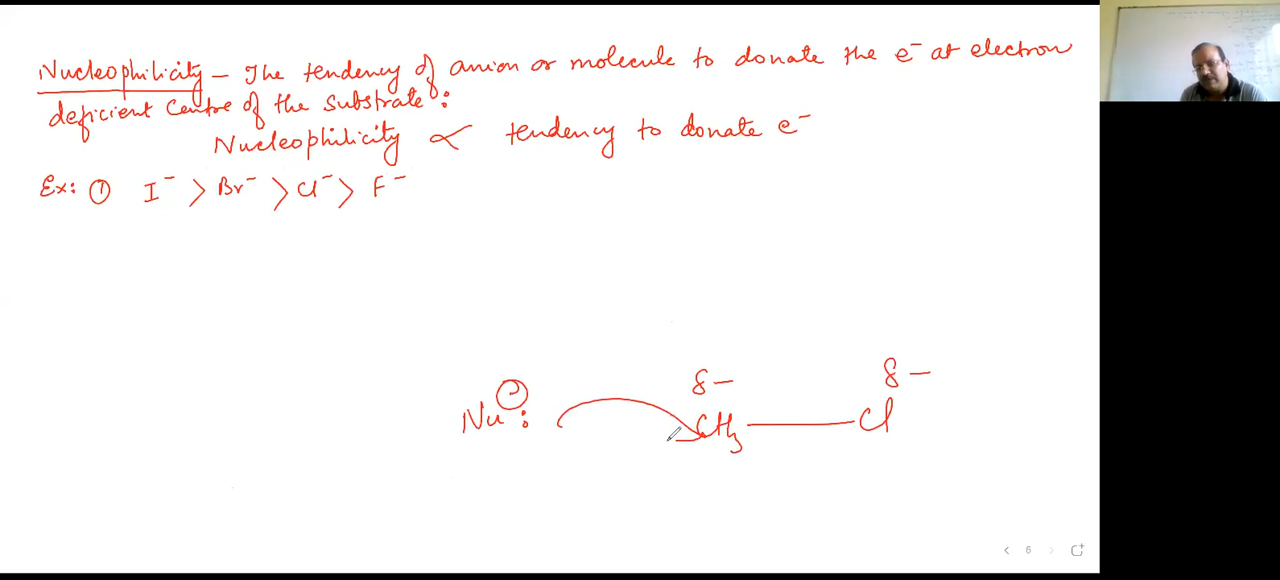 Nucleophilicity – The tendency of anion or molecule to donate the e⁻ at electron
deficient centre of the substrate:
Nucleophilicity ∝ tendency to donate e⁻
Ex: ① I⁻ > Br⁻ > Cl⁻ > F⁻
δ– δ–
Nu:⊖ CH₃ — Cl
< 6 >